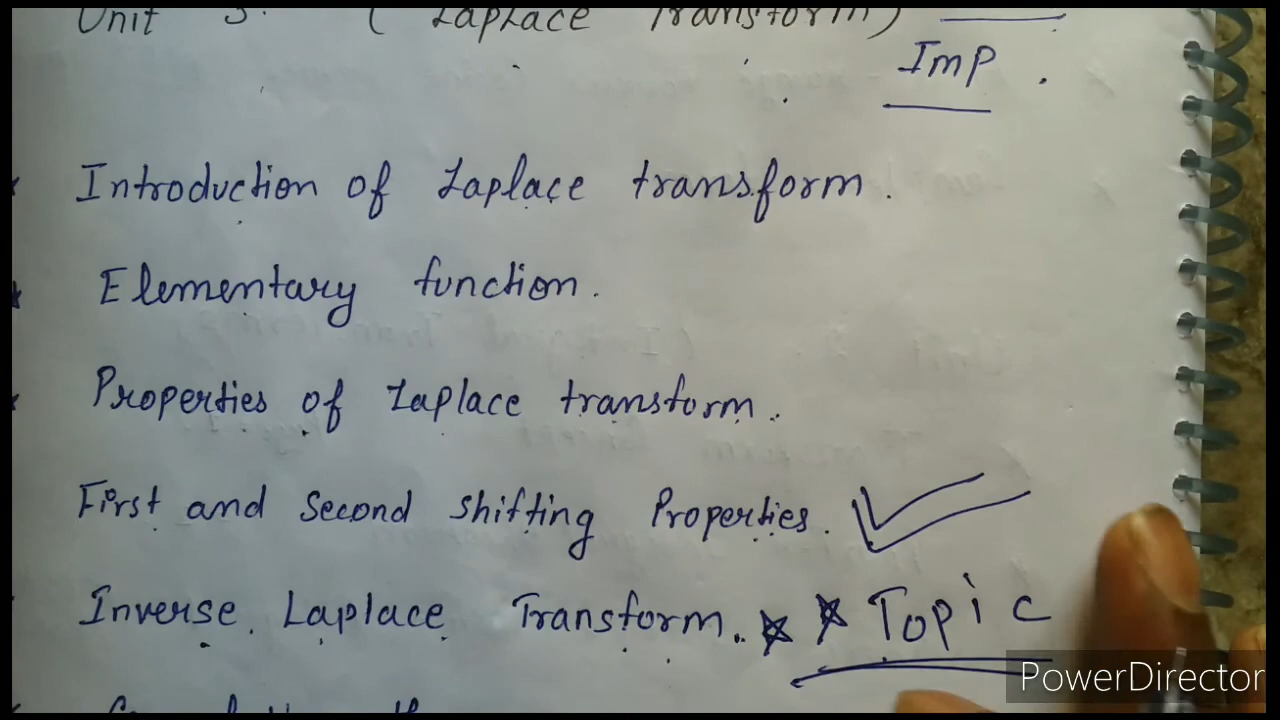 Unit 3. (Laplace Transform)
Imp.
Introduction of Laplace transform.
Elementary function.
Properties of Laplace transform.
First and Second Shifting Properties.
Inverse Laplace Transform. Topic
PowerDirector